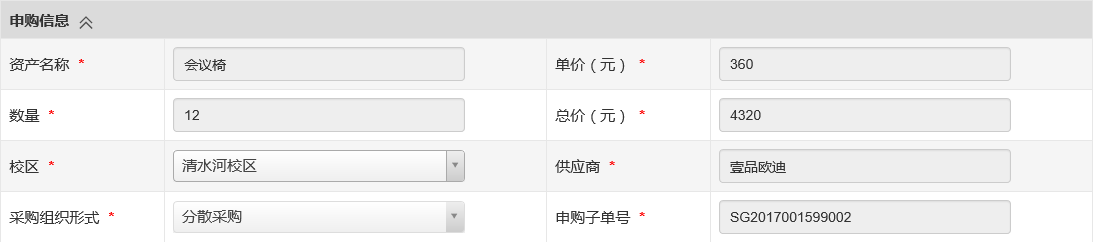 申购信息
资产名称 * 会议椅 单价（元） * 360
数量 * 12 总价（元） * 4320
校区 * 清水河校区 供应商 * 壹品欧迪
采购组织形式 * 分散采购 申购子单号 * SG2017001599002